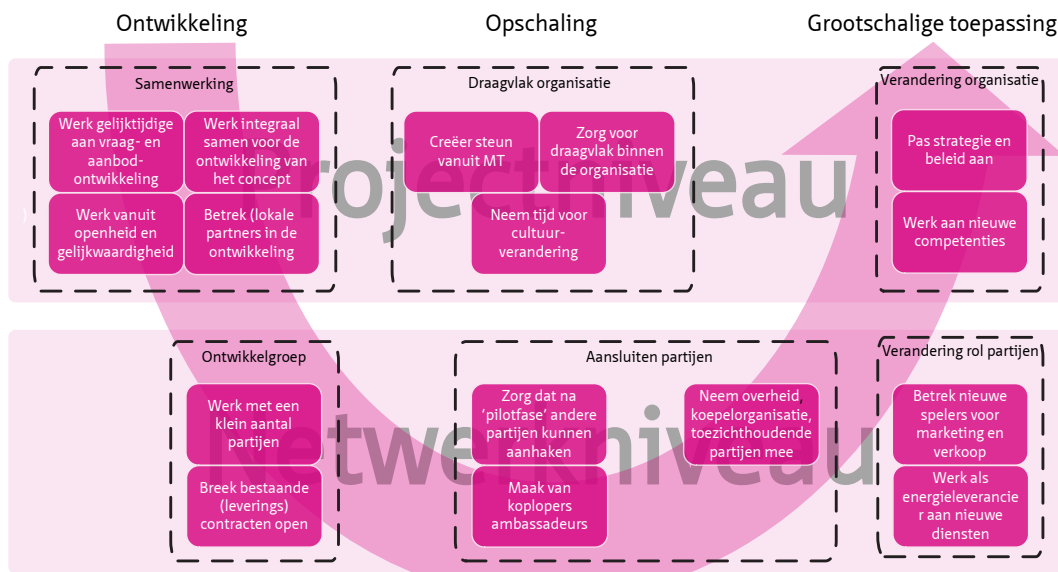 Ontwikkeling
Opschaling
Grootschalige toepassing
Projectniveau
Samenwerking
Werk gelijktijdige
aan vraag- en
aanbod-
ontwikkeling
Werk integraal
samen voor de
ontwikkeling van
het concept
Werk vanuit
openheid en
gelijkwaardigheid
Betrek (lokale
partners in de
ontwikkeling
)
Draagvlak organisatie
Creëer steun
vanuit MT
Zorg voor
draagvlak binnen
de organisatie
Neem tijd voor
cultuur-
verandering
Verandering organisatie
Pas strategie en
beleid aan
Werk aan nieuwe
competenties
Netwerkniveau
Ontwikkelgroep
Werk met een
klein aantal
partijen
Breek bestaande
(leverings)
contracten open
Aansluiten partijen
Zorg dat na
‘pilotfase’ andere
partijen kunnen
aanhaken
Neem overheid,
koepelorganisatie,
toezichthoudende
partijen mee
Maak van
koplopers
ambassadeurs
Verandering rol partijen
Betrek nieuwe
spelers voor
marketing en
verkoop
Werk als
energieleverancie
r aan nieuwe
diensten